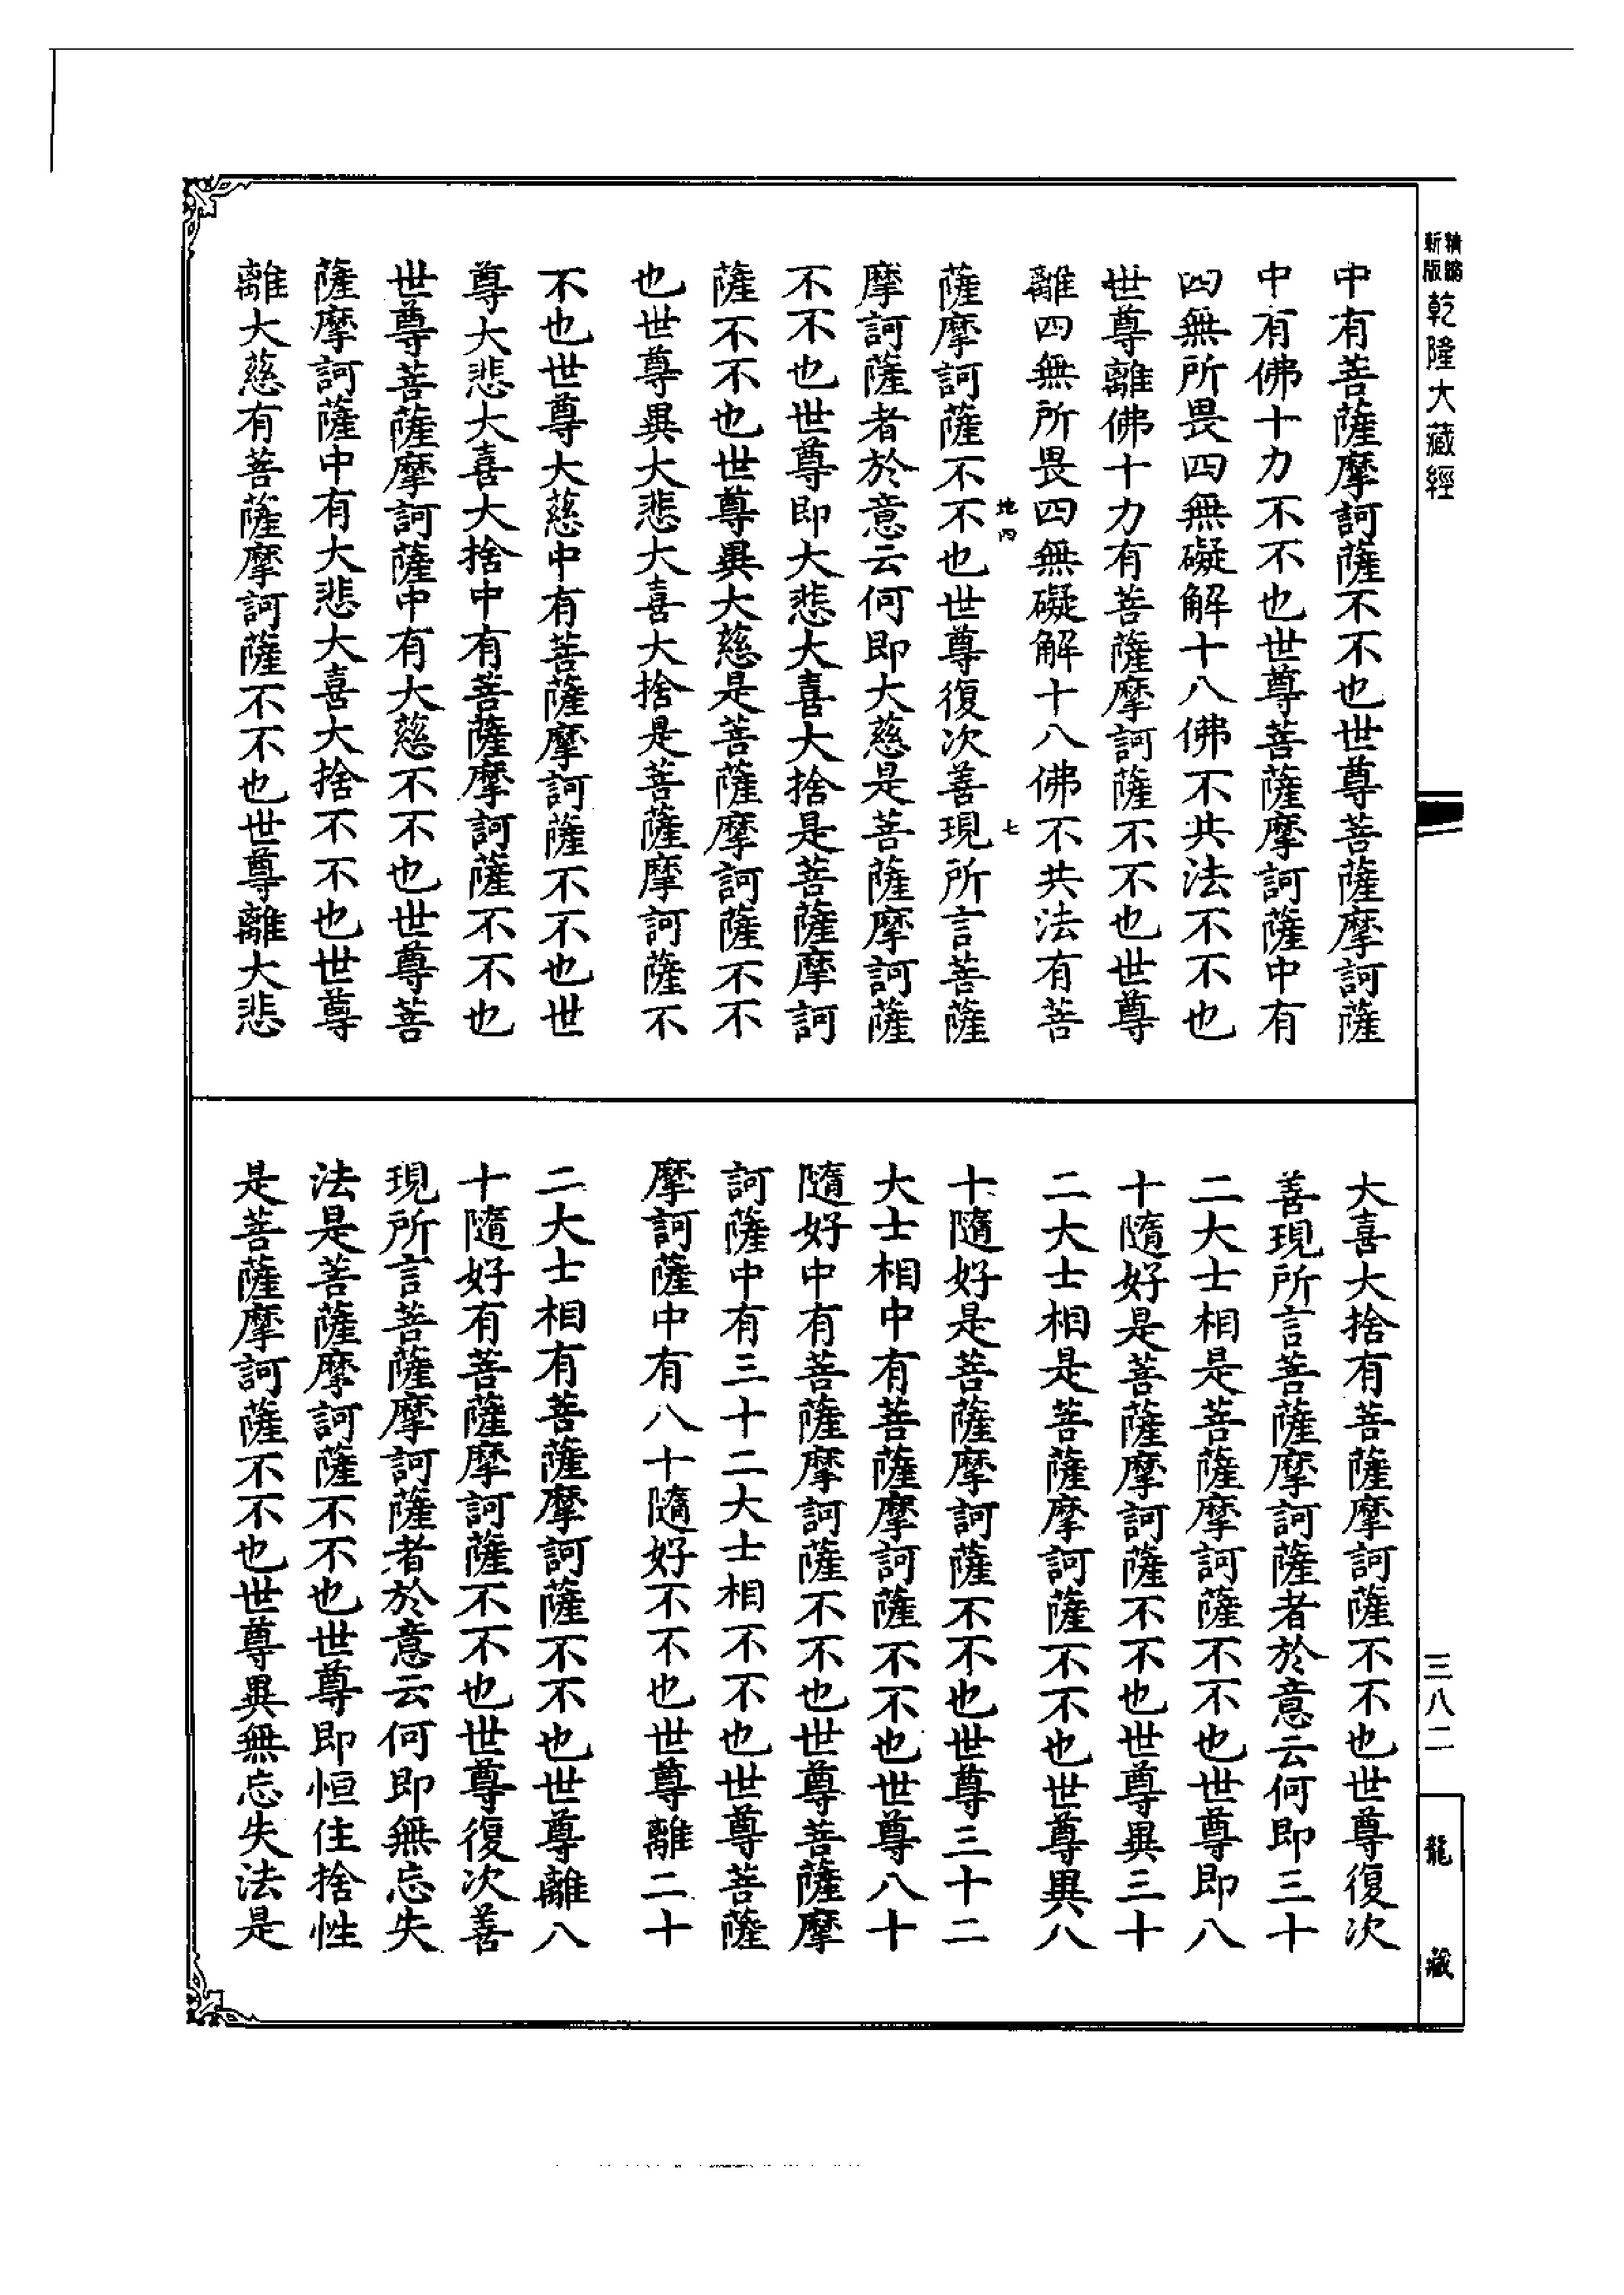 精縮
新版
乾隆大藏經
中有菩薩摩訶薩不不也世尊菩薩摩訶薩
中有佛十力不不也世尊菩薩摩訶薩中有
四無所畏四無礙解十八佛不共法不不也
世尊離佛十力有菩薩摩訶薩不不也世尊
離四無所畏四無礙解十八佛不共法有菩
地四 七
薩摩訶薩不不也世尊復次善現所言菩薩
摩訶薩者於意云何即大慈是菩薩摩訶薩
不不也世尊即大悲大喜大捨是菩薩摩訶
薩不不也世尊異大慈是菩薩摩訶薩不不
也世尊異大悲大喜大捨是菩薩摩訶薩不
不也世尊大慈中有菩薩摩訶薩不不也世
尊大悲大喜大捨中有菩薩摩訶薩不不也
世尊菩薩摩訶薩中有大慈不不也世尊菩
薩摩訶薩中有大悲大喜大捨不不也世尊
離大慈有菩薩摩訶薩不不也世尊離大悲
大喜大捨有菩薩摩訶薩不不也世尊復次
善現所言菩薩摩訶薩者於意云何即三十
二大士相是菩薩摩訶薩不不也世尊即八
十隨好是菩薩摩訶薩不不也世尊異三十
二大士相是菩薩摩訶薩不不也世尊異八
十隨好是菩薩摩訶薩不不也世尊三十二
大士相中有菩薩摩訶薩不不也世尊八十
隨好中有菩薩摩訶薩不不也世尊菩薩摩
訶薩中有三十二大士相不不也世尊菩薩
摩訶薩中有八十隨好不不也世尊離二十
二大士相有菩薩摩訶薩不不也世尊離八
十隨好有菩薩摩訶薩不不也世尊復次善
現所言菩薩摩訶薩者於意云何即無忘失
法是菩薩摩訶薩不不也世尊即恒住捨性
是菩薩摩訶薩不不也世尊異無忘失法是
三八二
龍藏